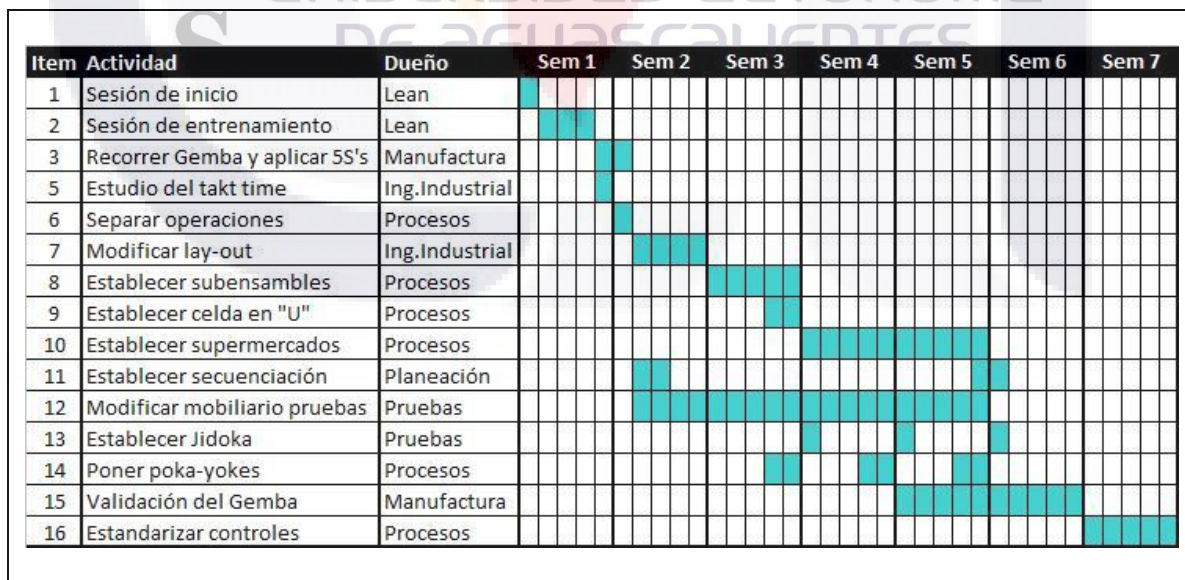 UNIVERSIDAD AUTONOMA
DE AGUASCALIENTES
Item Actividad Dueño Sem 1 Sem 2 Sem 3 Sem 4 Sem 5 Sem 6 Sem 7
1 Sesión de inicio Lean
2 Sesión de entrenamiento Lean
3 Recorrer Gemba y aplicar 5S's Manufactura
5 Estudio del takt time Ing.Industrial
6 Separar operaciones Procesos
7 Modificar lay-out Ing.Industrial
8 Establecer subensambles Procesos
9 Establecer celda en "U" Procesos
10 Establecer supermercados Procesos
11 Establecer secuenciación Planeación
12 Modificar mobiliario pruebas Pruebas
13 Establecer Jidoka Pruebas
14 Poner poka-yokes Procesos
15 Validación del Gemba Manufactura
16 Estandarizar controles Procesos